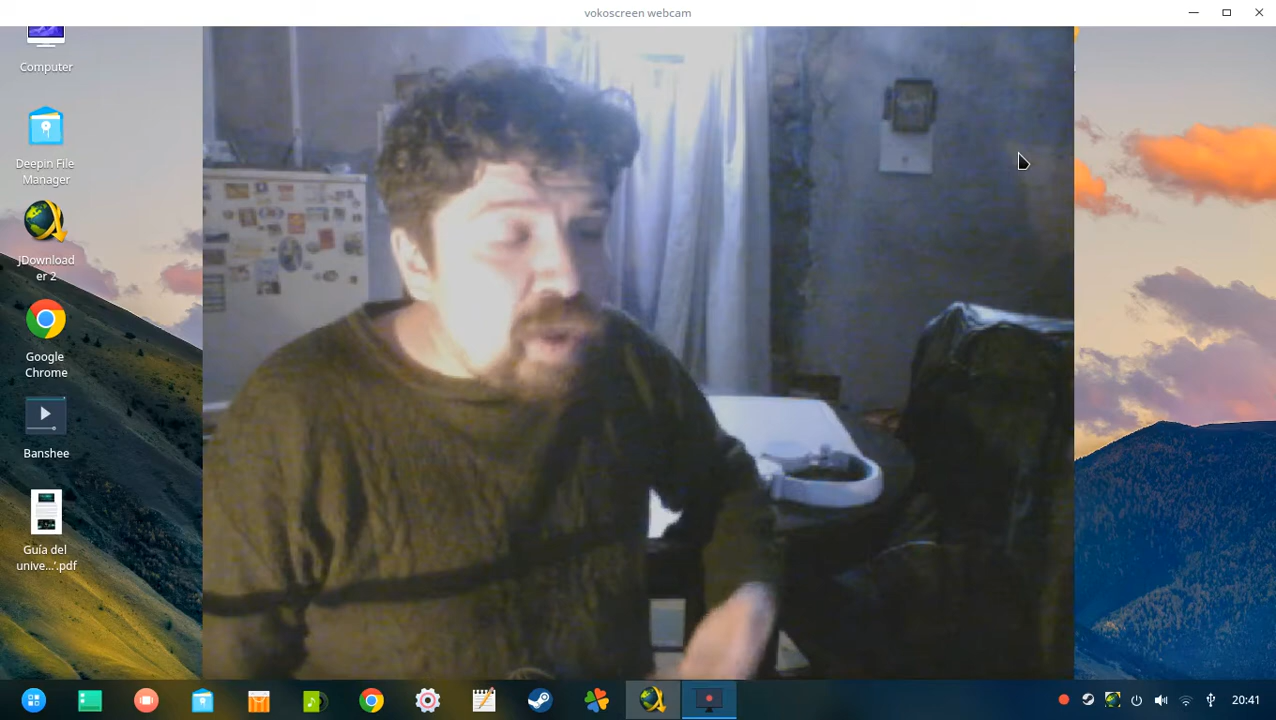 vokoscreen webcam
Computer
Deepin File
Manager
JDownload
er 2
Google
Chrome
Banshee
Guía del
unive...'.pdf
20:41